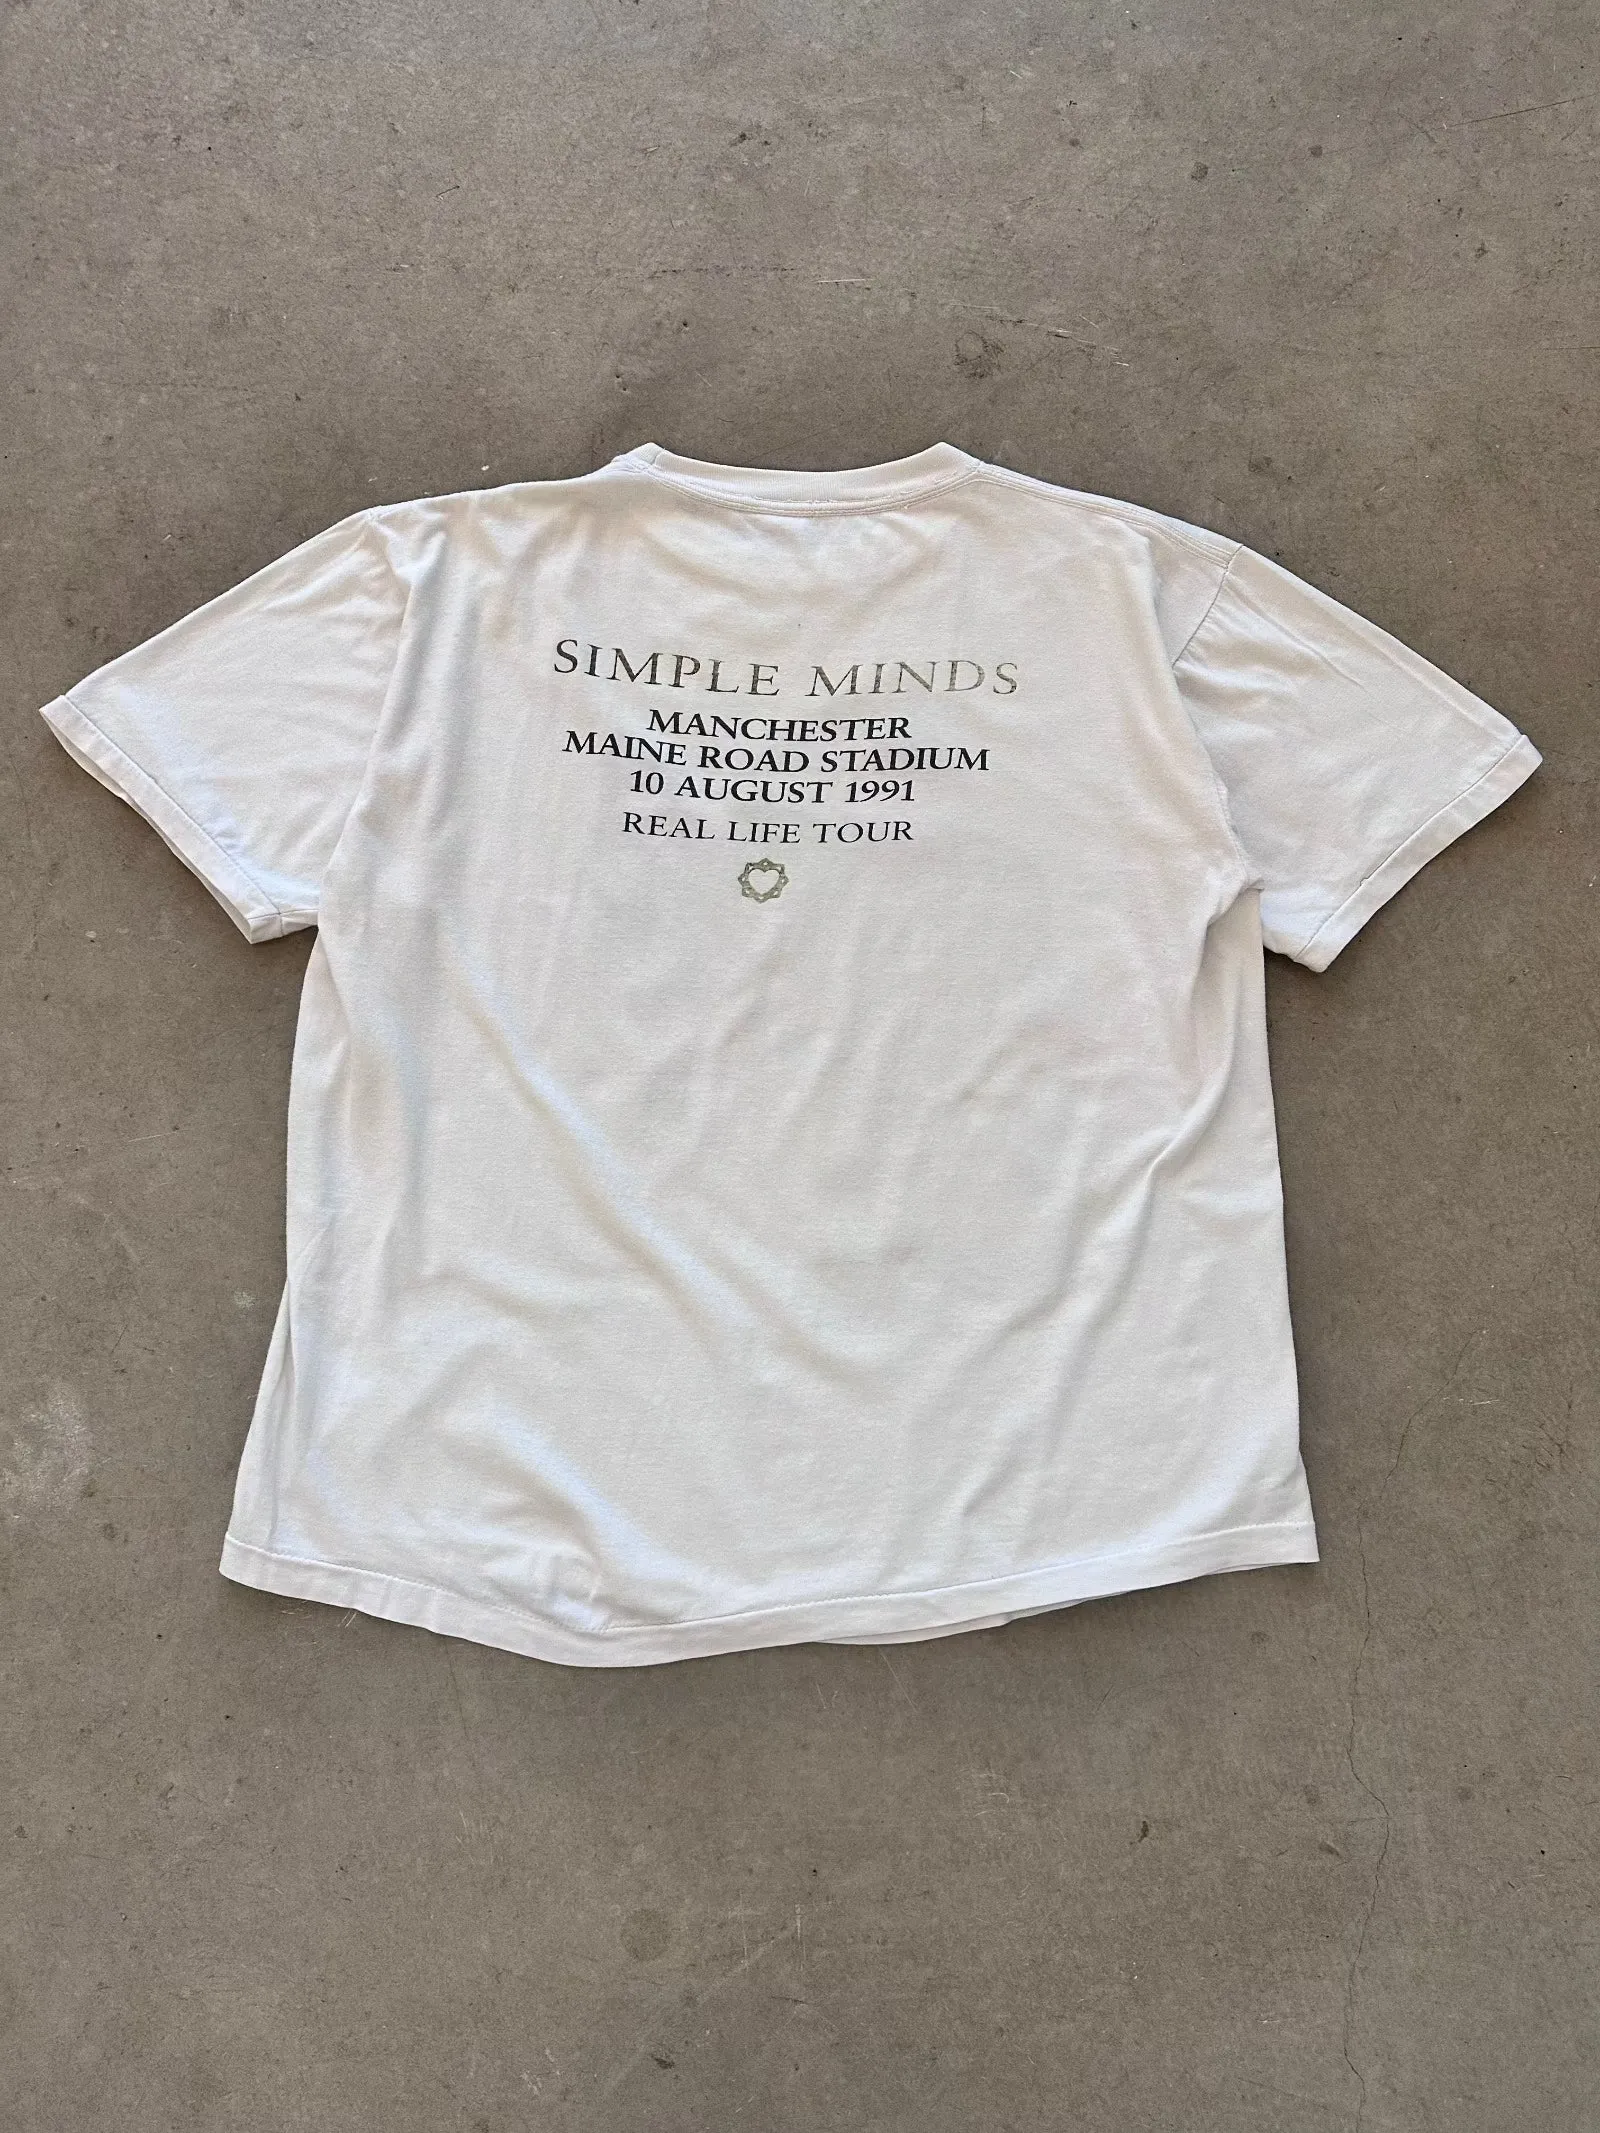 SIMPLE MINDS
MANCHESTER
MAINE ROAD STADIUM
10 AUGUST 1991
REAL LIFE TOUR